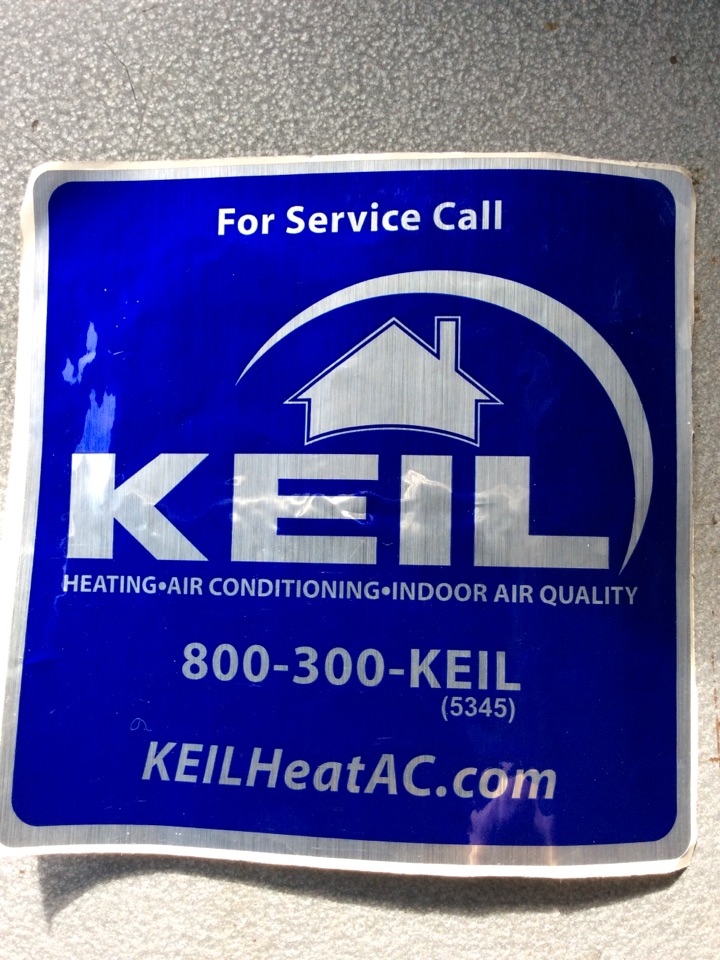 For Service Call
KEIL
HEATING•AIR CONDITIONING•INDOOR AIR QUALITY
800-300-KEIL
(5345)
KEILHeatAC.com